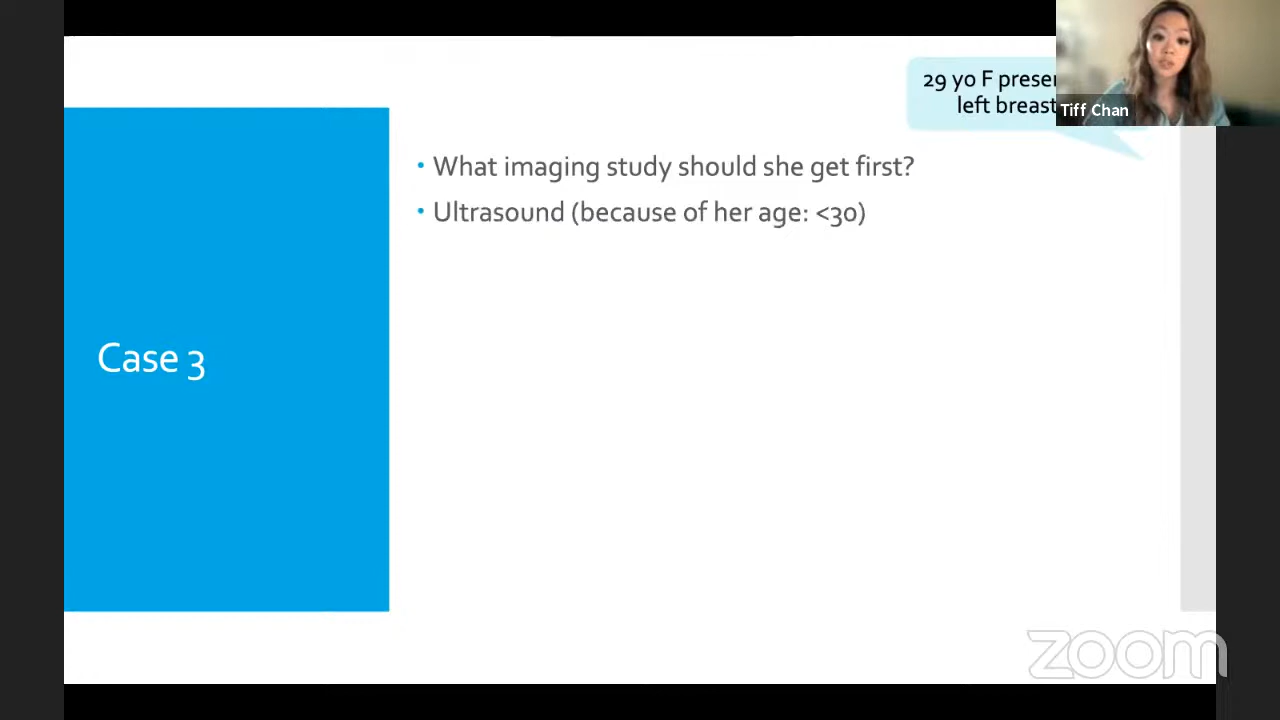 29 yo F
left breast
Tiff Chan
• What imaging study should she get first?
• Ultrasound (because of her age: <30)
Case 3
zoom